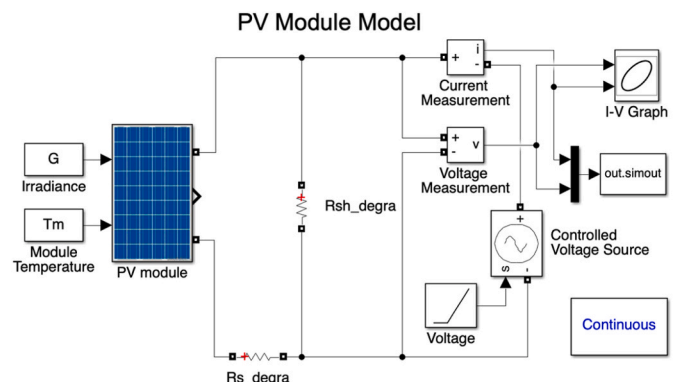 PV Module Model
i
+
-
Current
Measurement
I-V Graph
G
Irradiance
+
-
v
Voltage
Measurement
out.simout
Rsh_degra
Tm
Module
Temperature
PV module
+
s
-
Controlled
Voltage Source
Voltage
Continuous
Rs_degra